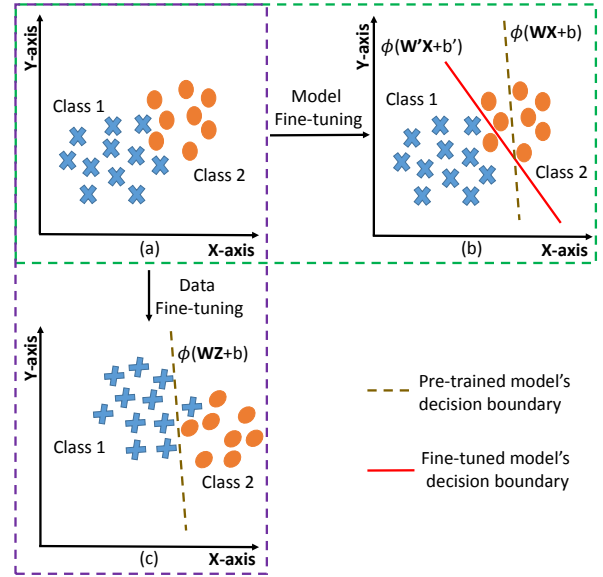 Y-axis
Class 1
Class 2
X-axis
(a)
Model
Fine-tuning
Y-axis
ϕ(W'X+b')
ϕ(WX+b)
Class 1
Class 2
X-axis
(b)
Data
Fine-tuning
Y-axis
ϕ(WZ+b)
Class 1
Class 2
X-axis
(c)
Pre-trained model's
decision boundary
Fine-tuned model's
decision boundary